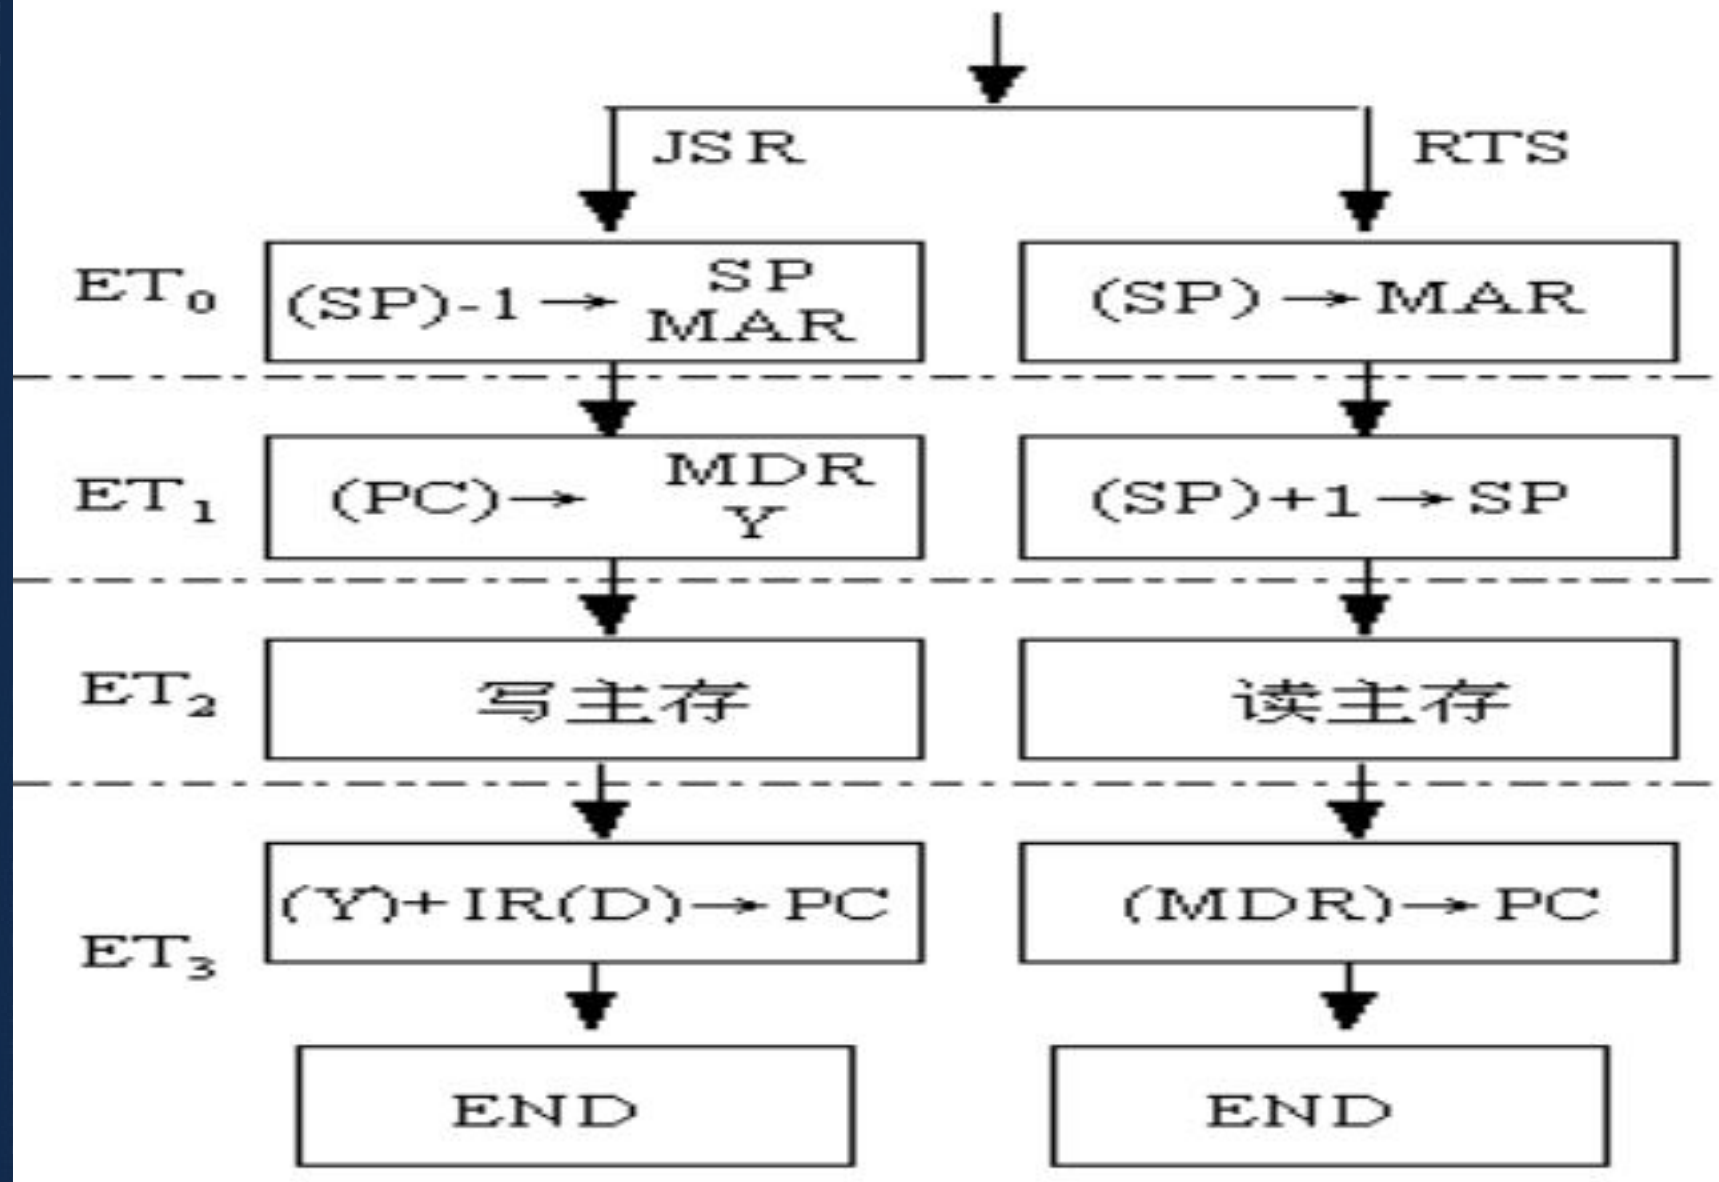 JSR
RTS
ET₀
(SP)-1→ SP
MAR
(SP)→MAR
ET₁
(PC)→ MDR
Y
(SP)+1→SP
ET₂
写主存
读主存
ET₃
(Y)+IR(D)→PC
(MDR)→PC
END
END